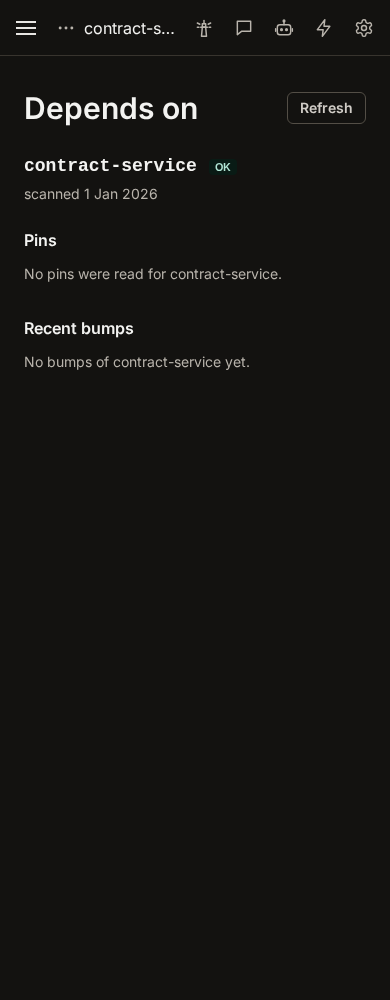 contract-s...
Depends on
Refresh
contract-service OK
scanned 1 Jan 2026
Pins
No pins were read for contract-service.
Recent bumps
No bumps of contract-service yet.